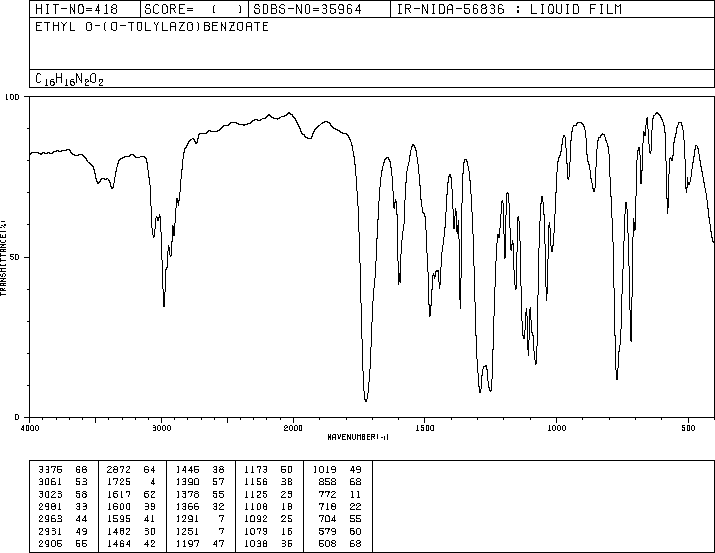 HIT-NO=418 SCORE= ( ) SDBS-NO=35964 IR-NIDA-56836 : LIQUID FILM
ETHYL O-(O-TOLYLAZO)BENZOATE
C16H16N2O2
100
50
0
TRANSMITTANCE(%)
4000 3000 2000 1500 1000 500
WAVENUMBER(-1)
3375 68 2872 64 1445 38 1173 50 1019 49
3061 53 1725 4 1390 57 1156 38 858 68
3023 58 1617 62 1378 55 1125 23 772 11
2981 33 1600 39 1366 32 1108 18 718 22
2963 44 1595 41 1291 7 1092 25 704 55
2931 49 1482 30 1251 7 1079 16 579 60
2905 55 1464 42 1197 47 1038 35 508 68